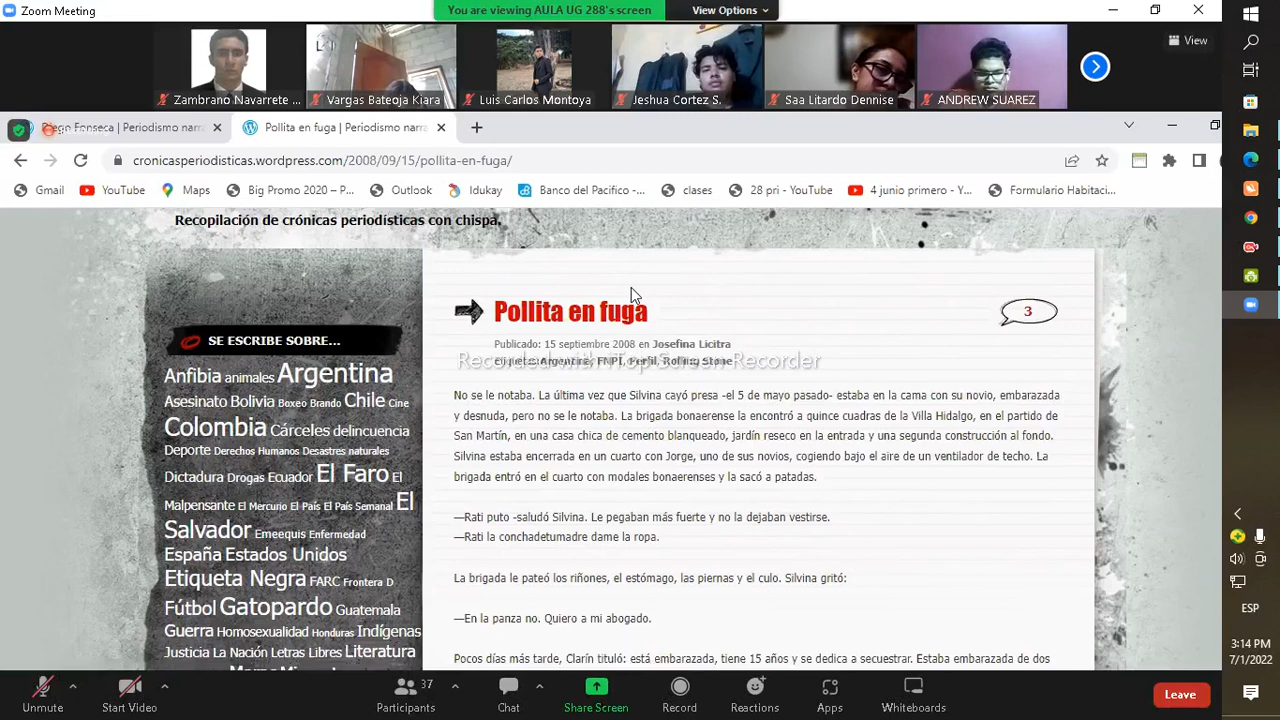 Zoom Meeting
You are viewing AULA UG 288's screen
View Options
View
Zambrano Navarrete ...
Vargas Bateoja Kiara
Luis Carlos Montoya
Jeshua Cortez S.
Saa Litardo Dennise
ANDREW SUAREZ
Diego Fonseca | Periodismo narra
Pollita en fuga | Periodismo narra
cronicasperiodisticas.wordpress.com/2008/09/15/pollita-en-fuga/
Gmail
YouTube
Maps
Big Promo 2020 – P...
Outlook
Idukay
Banco del Pacifico -...
clases
28 pri - YouTube
4 junio primero - Y...
Formulario Habitaci...
Recopilación de crónicas periodísticas con chispa.
Pollita en fuga
3
Publicado: 15 septiembre 2008 en Josefina Licitra
Etiquetas:Argentina, FNPI, Perfil, Rolling Stone
Recorded with iTop Screen Recorder
SE ESCRIBE SOBRE...
Anfibia animales Argentina
Asesinato Bolivia Boxeo Brando Chile Cine
Colombia Cárceles delincuencia
Deporte Derechos Humanos Desastres naturales
Dictadura Drogas Ecuador El Faro El
Malpensante El Mercurio El País El País Semanal El
Salvador Emeequis Enfermedad
España Estados Unidos
Etiqueta Negra FARC Frontera D
Fútbol Gatopardo Guatemala
Guerra Homosexualidad Honduras Indígenas
Justicia La Nación Letras Libres Literatura
No se le notaba. La última vez que Silvina cayó presa -el 5 de mayo pasado- estaba en la cama con su novio, embarazada
y desnuda, pero no se le notaba. La brigada bonaerense la encontró a quince cuadras de la Villa Hidalgo, en el partido de
San Martín, en una casa chica de cemento blanqueado, jardín reseco en la entrada y una segunda construcción al fondo.
Silvina estaba encerrada en un cuarto con Jorge, uno de sus novios, cogiendo bajo el aire de un ventilador de techo. La
brigada entró en el cuarto con modales bonaerenses y la sacó a patadas.
—Rati puto -saludó Silvina. Le pegaban más fuerte y no la dejaban vestirse.
—Rati la conchadetumadre dame la ropa.
La brigada le pateó los riñones, el estómago, las piernas y el culo. Silvina gritó:
—En la panza no. Quiero a mi abogado.
Pocos días más tarde, Clarín tituló: está embarazada, tiene 15 años y se dedica a secuestrar. Estaba embarazada de dos
Unmute
Start Video
37
Participants
Chat
Share Screen
Record
Reactions
Apps
Whiteboards
Leave
ESP
3:14 PM
7/1/2022